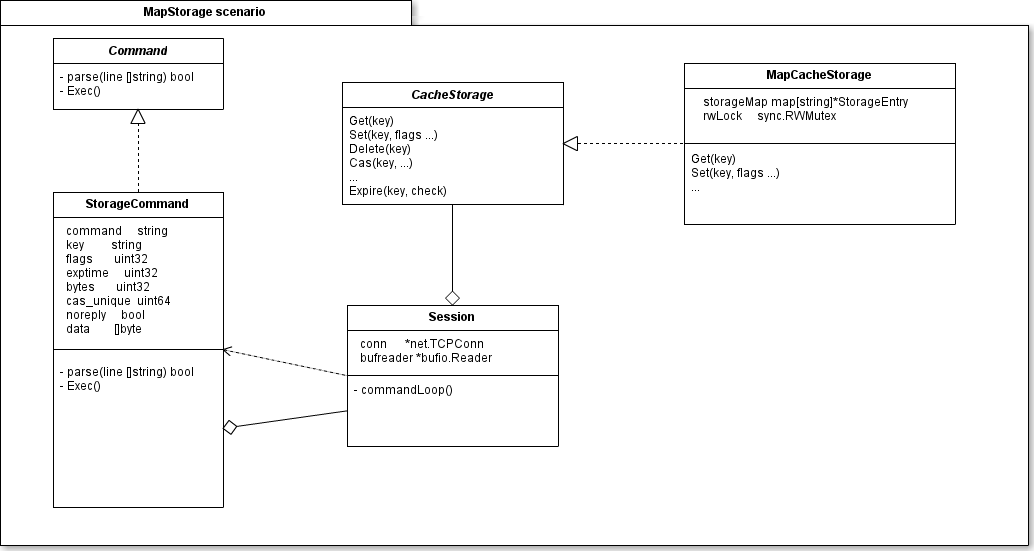 MapStorage scenario
Command
- parse(line []string) bool
- Exec()
CacheStorage
Get(key)
Set(key, flags ...)
Delete(key)
Cas(key, ...)
...
Expire(key, check)
MapCacheStorage
storageMap map[string]*StorageEntry
rwLock sync.RWMutex
Get(key)
Set(key, flags ...)
...
StorageCommand
command string
key string
flags uint32
exptime uint32
bytes uint32
cas_unique uint64
noreply bool
data []byte
- parse(line []string) bool
- Exec()
Session
conn *net.TCPConn
bufreader *bufio.Reader
- commandLoop()